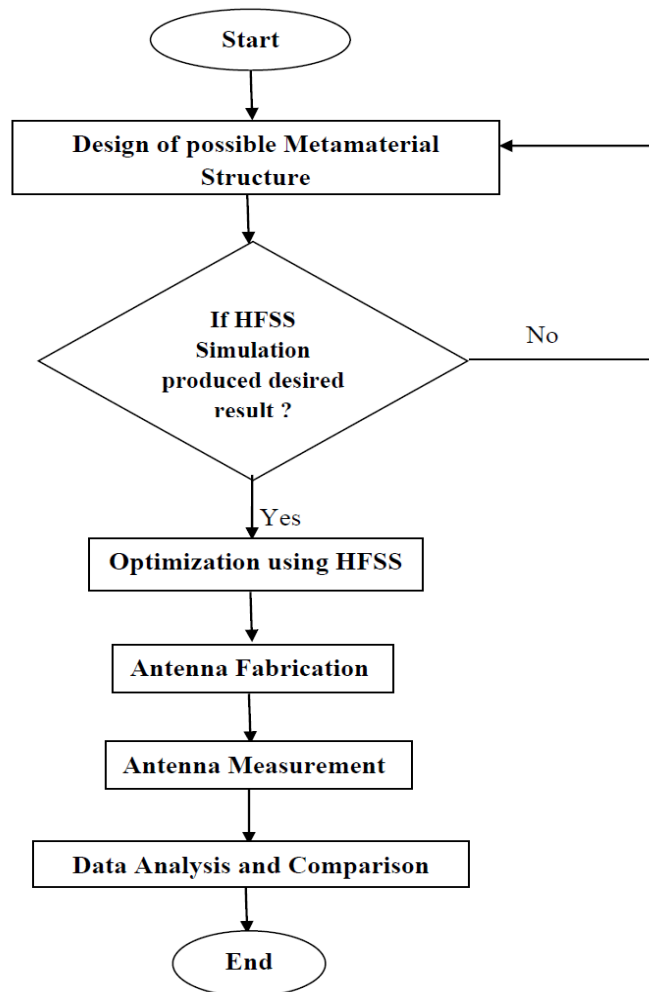 Start
Design of possible Metamaterial
Structure
If HFSS
Simulation
produced desired
result ?
No
Yes
Optimization using HFSS
Antenna Fabrication
Antenna Measurement
Data Analysis and Comparison
End